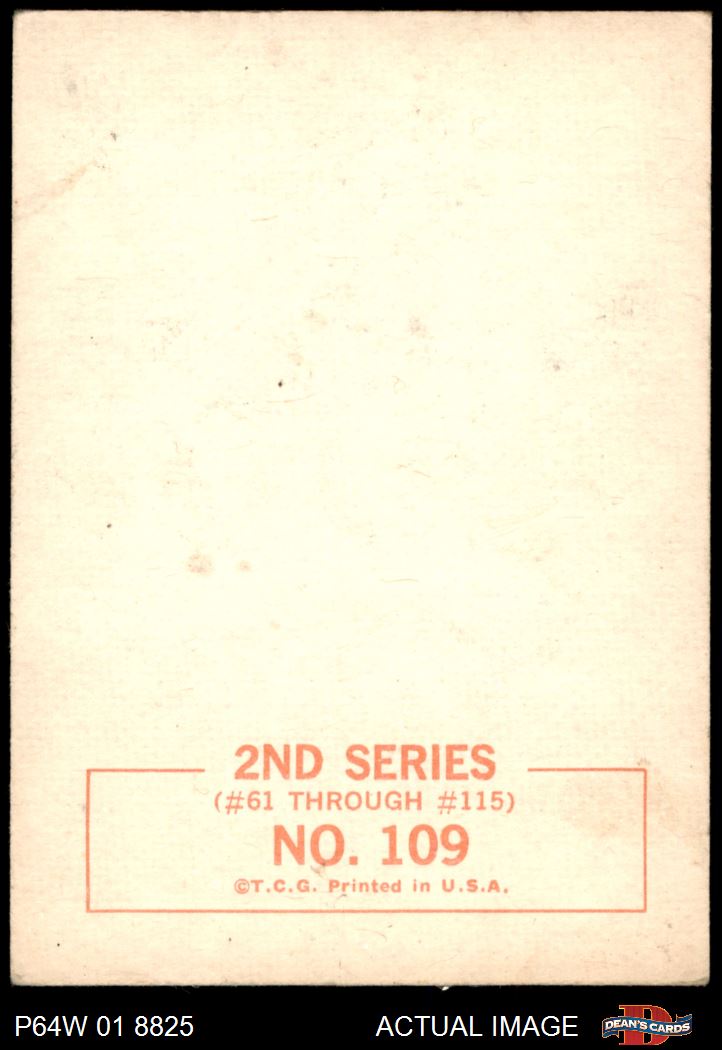 2ND SERIES
(#61 THROUGH #115)
NO. 109
©T.C.G. Printed in U.S.A.
P64W 01 8825
ACTUAL IMAGE
DEAN'S CARDS